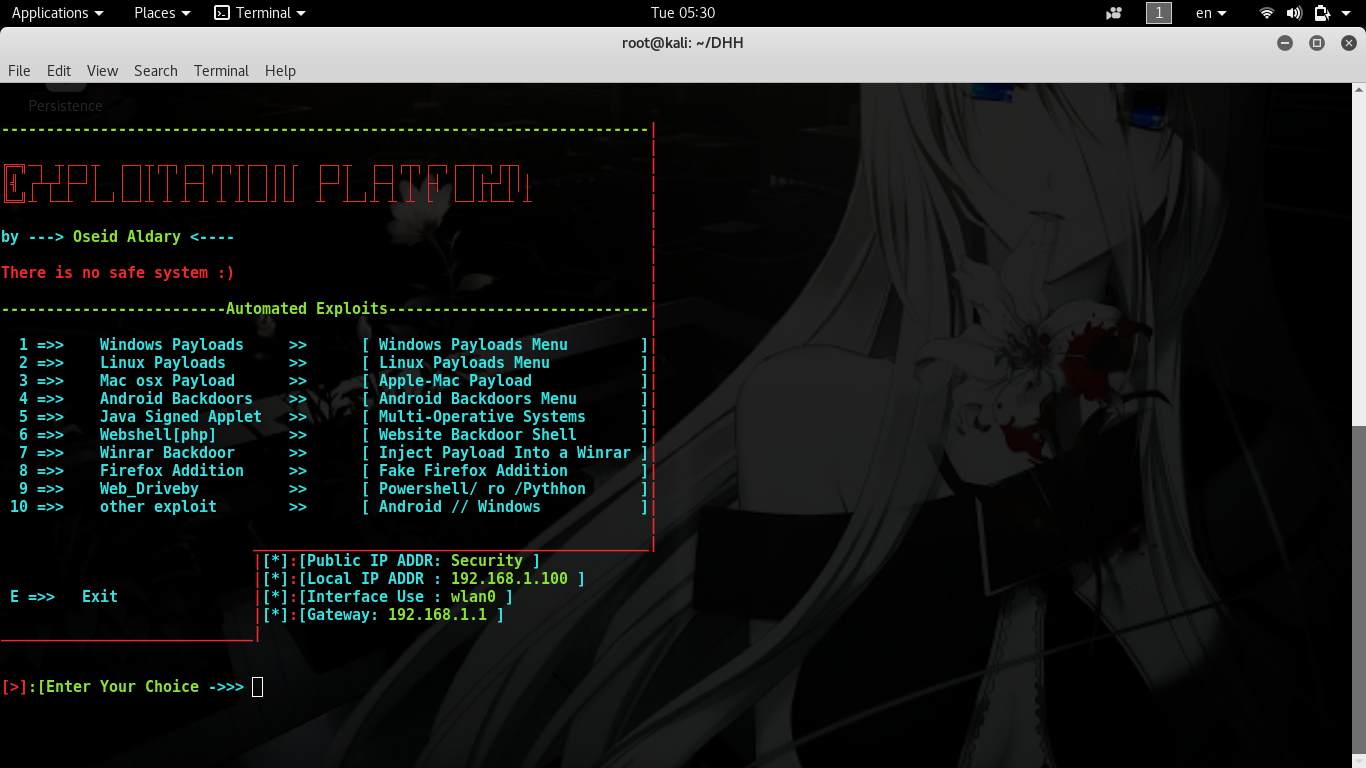 Applications Places Terminal Tue 05:30 1 en
root@kali: ~/DHH
File Edit View Search Terminal Help
Persistence
------------------------------------------------------------------------|
EXPLOITATION PLATFORM
by ---> Oseid Aldary <----
There is no safe system :)
-------------------------Automated Exploits-----------------------------|
1 =>> Windows Payloads >> [ Windows Payloads Menu ]|
2 =>> Linux Payloads >> [ Linux Payloads Menu ]|
3 =>> Mac osx Payload >> [ Apple-Mac Payload ]|
4 =>> Android Backdoors >> [ Android Backdoors Menu ]|
5 =>> Java Signed Applet >> [ Multi-Operative Systems ]|
6 =>> Webshell[php] >> [ Website Backdoor Shell ]|
7 =>> Winrar Backdoor >> [ Inject Payload Into a Winrar ]|
8 =>> Firefox Addition >> [ Fake Firefox Addition ]|
9 =>> Web_Driveby >> [ Powershell/ ro /Pythhon ]|
10 =>> other exploit >> [ Android // Windows ]|
|[*]:[Public IP ADDR: Security ]
|[*]:[Local IP ADDR : 192.168.1.100 ]
E =>> Exit |[*]:[Interface Use : wlan0 ]
|[*]:[Gateway: 192.168.1.1 ]
[>]:[Enter Your Choice ->>>